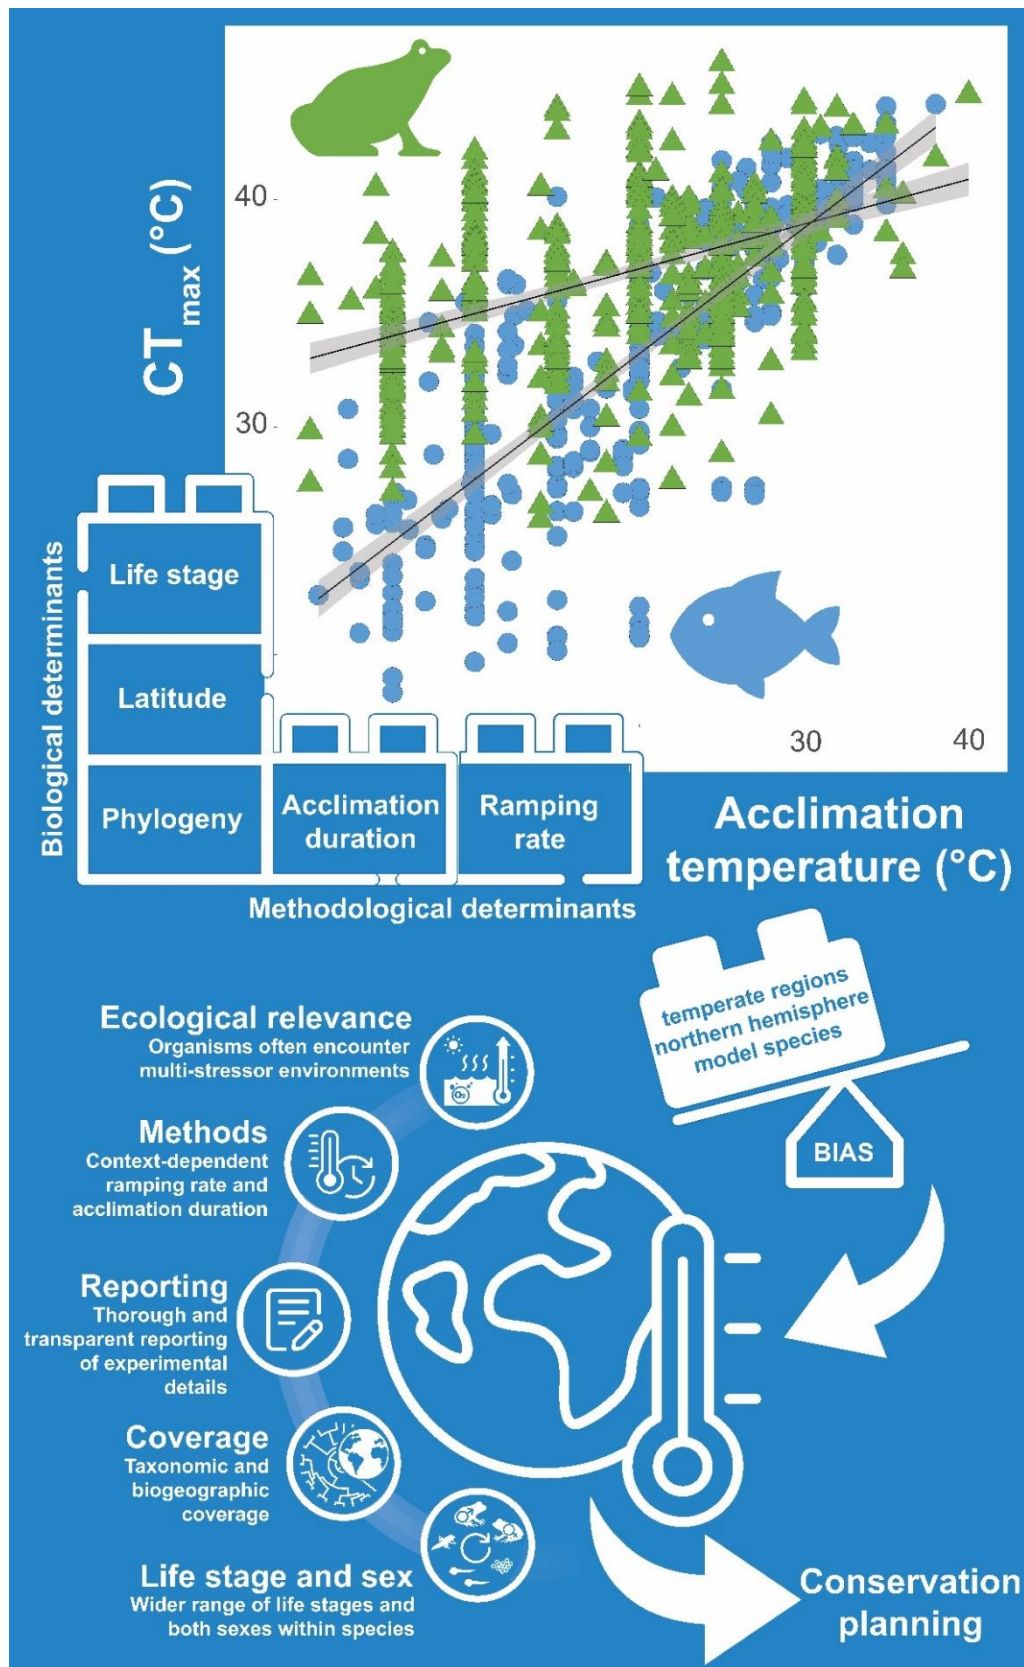 CTmax (°C)
40
30
30
40
Acclimation
temperature (°C)
Biological determinants
Life stage
Latitude
Phylogeny
Acclimation
duration
Ramping
rate
Methodological determinants
temperate regions
northern hemisphere
model species
BIAS
Ecological relevance
Organisms often encounter
multi-stressor environments
O₂
Methods
Context-dependent
ramping rate and
acclimation duration
Reporting
Thorough and
transparent reporting
of experimental
details
Coverage
Taxonomic and
biogeographic
coverage
Life stage and sex
Wider range of life stages and
both sexes within species
Conservation
planning